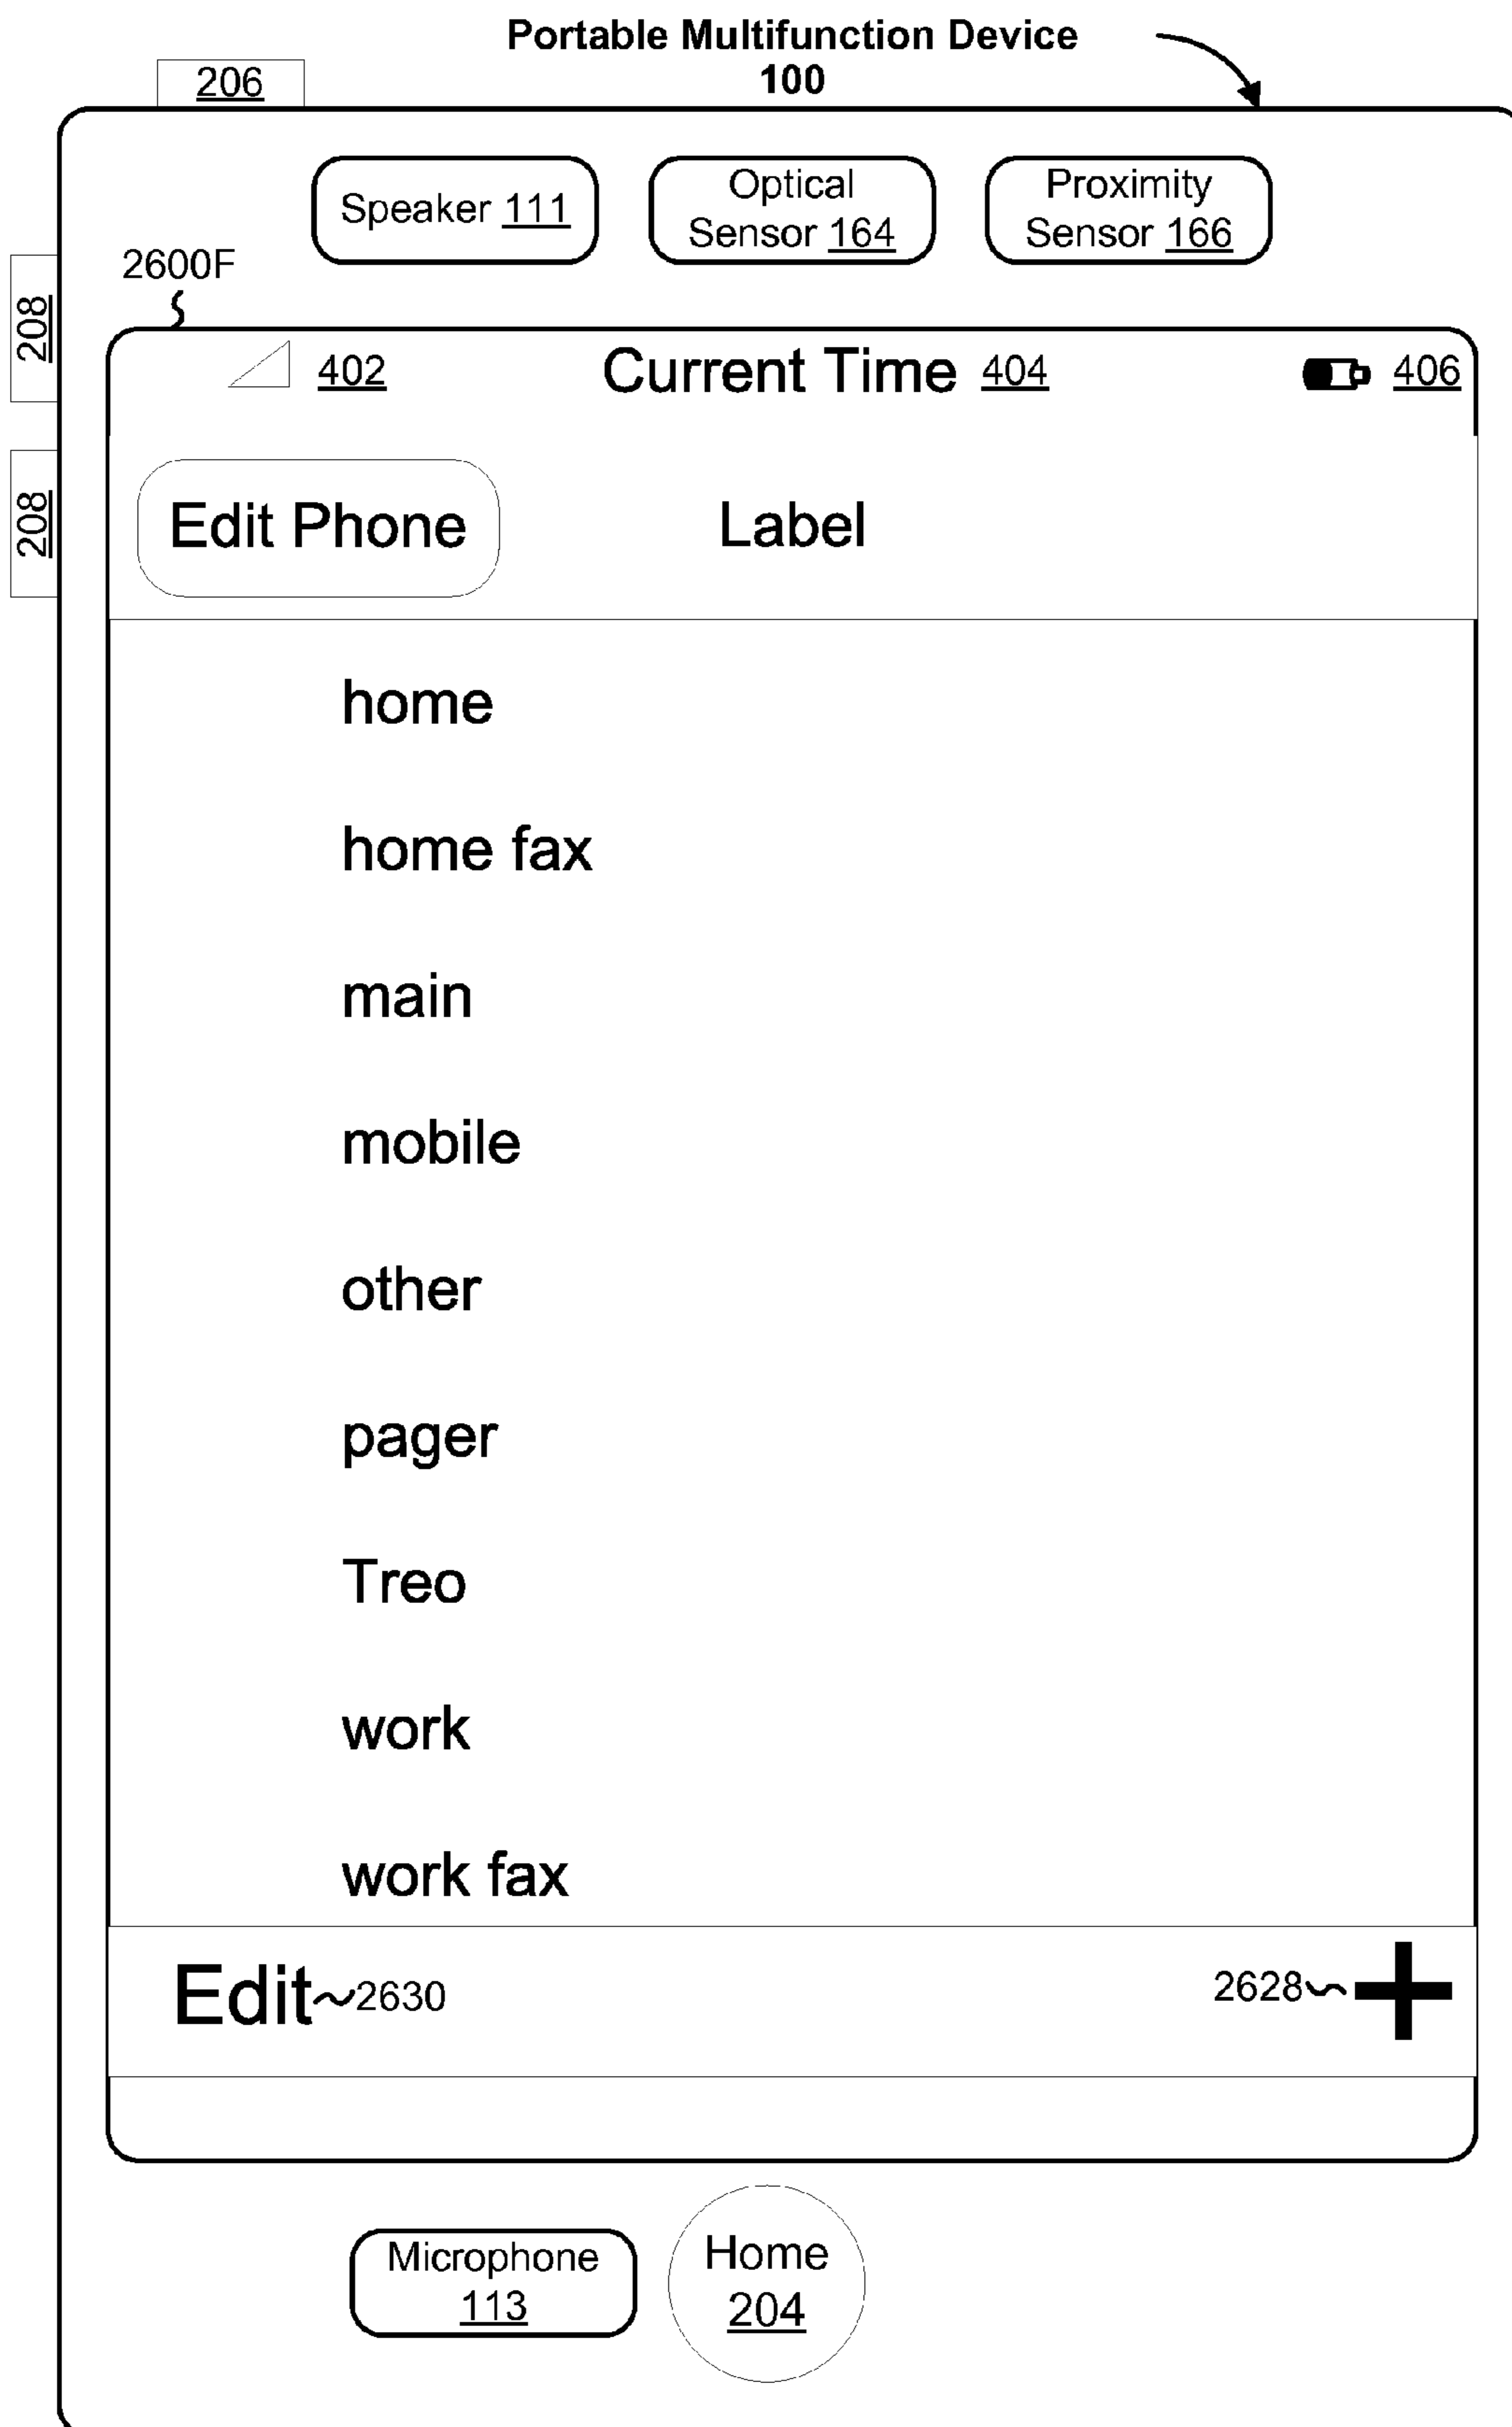 Portable Multifunction Device
100
206
Speaker 111
Optical
Sensor 164
Proximity
Sensor 166
2600F
208
402
Current Time 404
406
208
Edit Phone
Label
home
home fax
main
mobile
other
pager
Treo
work
work fax
Edit 2630
2628
Microphone
113
Home
204